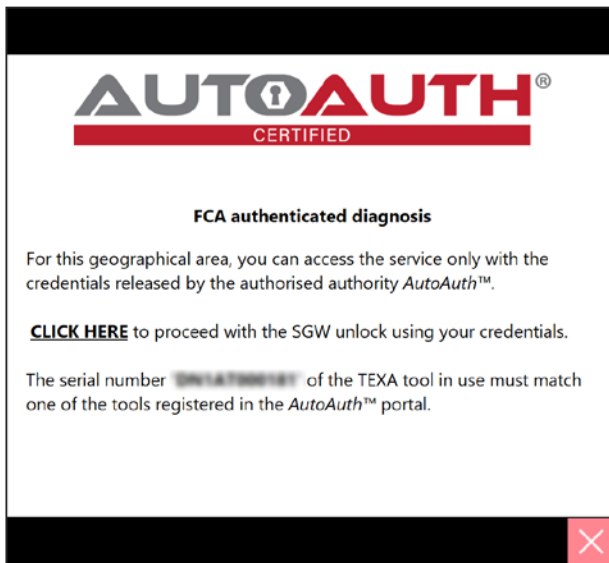 AUTOAUTH®
CERTIFIED
FCA authenticated diagnosis
For this geographical area, you can access the service only with the
credentials released by the authorised authority AutoAuth™.
CLICK HERE to proceed with the SGW unlock using your credentials.
The serial number of the TEXA tool in use must match
one of the tools registered in the AutoAuth™ portal.